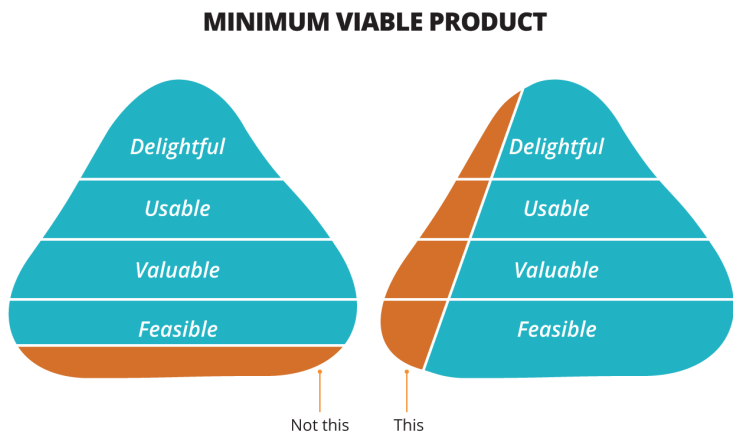 MINIMUM VIABLE PRODUCT
Delightful
Usable
Valuable
Feasible
Not this
Delightful
Usable
Valuable
Feasible
This